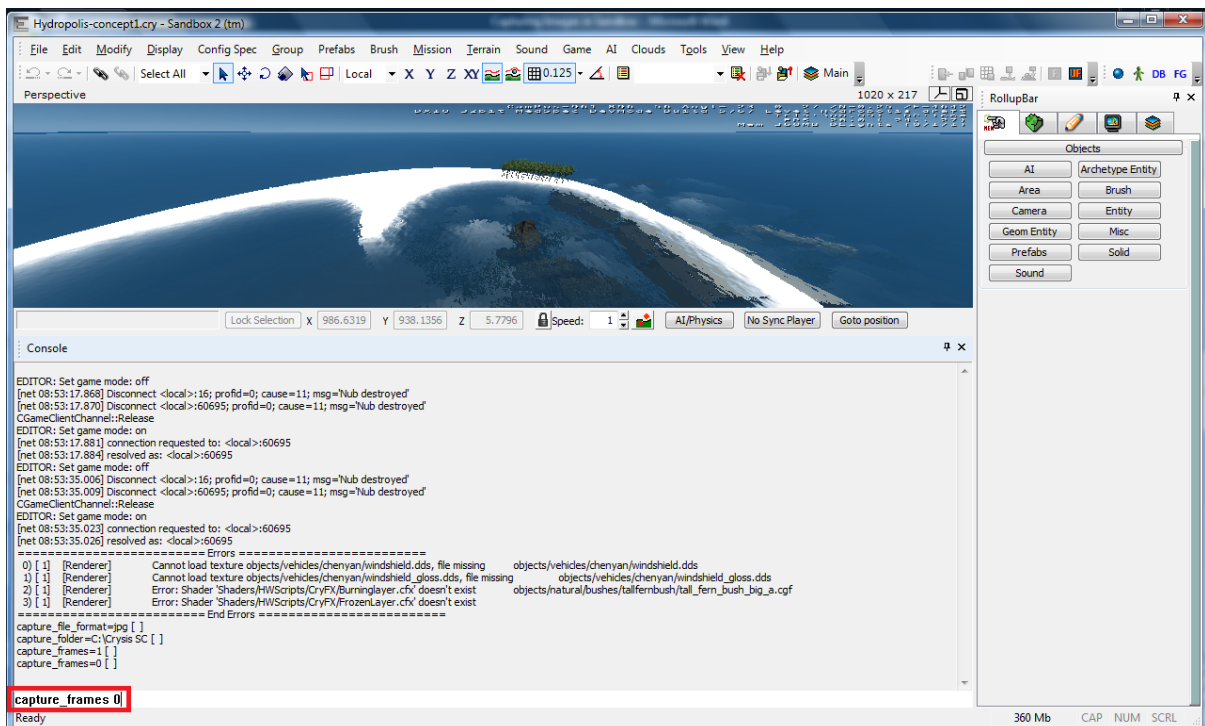 Hydropolis-concept1.cry - Sandbox 2 (tm)
File Edit Modify Display Config Spec Group Prefabs Brush Mission Terrain Sound Game AI Clouds Tools View Help
Select All Local X Y Z XY 0.125 Main DB FG
Perspective 1020 x 217
RollupBar
Objects
AI Archetype Entity
Area Brush
Camera Entity
Geom Entity Misc
Prefabs Solid
Sound
Lock Selection X 986.6319 Y 938.1356 Z 5.7796 Speed: 1 AI/Physics No Sync Player Goto position
Console
EDITOR: Set game mode: off
[net 08:53:17.868] Disconnect <local>:16; profid=0; cause=11; msg='Nub destroyed'
[net 08:53:17.870] Disconnect <local>:60695; profid=0; cause=11; msg='Nub destroyed'
CGameClientChannel::Release
EDITOR: Set game mode: on
[net 08:53:17.881] connection requested to: <local>:60695
[net 08:53:17.884] resolved as: <local>:60695
EDITOR: Set game mode: off
[net 08:53:35.006] Disconnect <local>:16; profid=0; cause=11; msg='Nub destroyed'
[net 08:53:35.009] Disconnect <local>:60695; profid=0; cause=11; msg='Nub destroyed'
CGameClientChannel::Release
EDITOR: Set game mode: on
[net 08:53:35.023] connection requested to: <local>:60695
[net 08:53:35.026] resolved as: <local>:60695
========================= Errors =========================
0) [ 1] [Renderer] Cannot load texture objects/vehicles/chenyan/windshield.dds, file missing objects/vehicles/chenyan/windshield.dds
1) [ 1] [Renderer] Cannot load texture objects/vehicles/chenyan/windshield_gloss.dds, file missing objects/vehicles/chenyan/windshield_gloss.dds
2) [ 1] [Renderer] Error: Shader 'Shaders/HWScripts/CryFX/Burninglayer.cfx' doesn't exist objects/natural/bushes/tallfernbush/tall_fern_bush_big_a.cgf
3) [ 1] [Renderer] Error: Shader 'Shaders/HWScripts/CryFX/FrozenLayer.cfx' doesn't exist
========================= End Errors =========================
capture_file_format=jpg [ ]
capture_folder=C:\Crysis SC [ ]
capture_frames=1 [ ]
capture_frames=0 [ ]
capture_frames 0
Ready 360 Mb CAP NUM SCRL